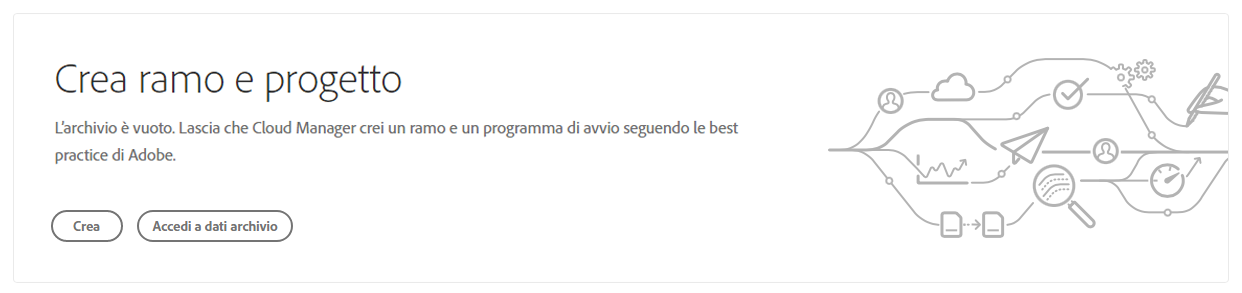 Crea ramo e progetto
L'archivio è vuoto. Lascia che Cloud Manager crei un ramo e un programma di avvio seguendo le best
practice di Adobe.
Crea
Accedi a dati archivio